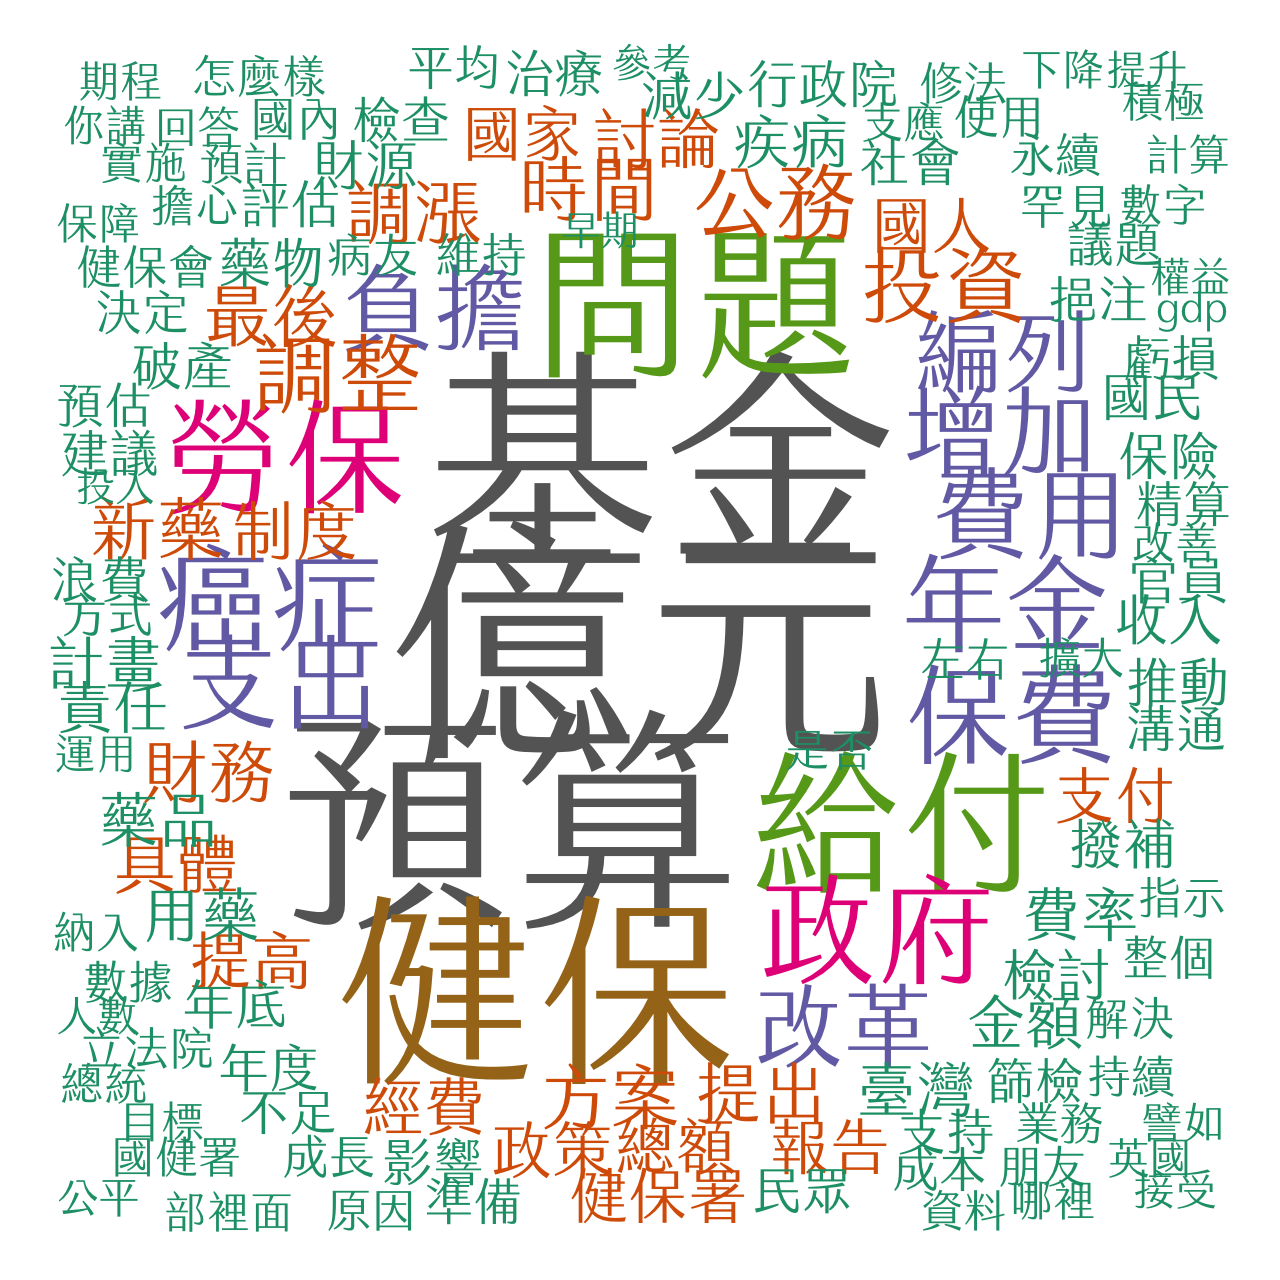 期程 怎麼樣 平均 治療 參考 下降 提升
減少 行政院 修法 積極
你講 回答 國內 檢查 國家 討論 疾病 支應 使用
實施 預計 財源 時間 社會 永續 計算
保障 擔心 評估 調漲 早期 公務 國人 罕見 數字
健保會 藥物 病友 維持 問題 投資 議題
決定 最後 負擔 挹注 權益 gdp
破產 調整 編列 虧損
預估 勞保 基金 增加 國民
建議 保險
投入 新藥 制度 費用 精算
改善
浪費 癌症 億元 年金 官員
方式 收入
計畫 支出 左右 擴大
責任 保費 推動
運用 財務 預算 是否 溝通
藥品 給付 支付
具體 撥補
納入 用藥 健保 政府 費率 指示
數據 提高 檢討 整個
人數 年底 改革 金額 解決
立法院
總統 年度 經費 方案 提出 臺灣 篩檢 持續
目標 不足 支持 業務 譬如
國健署 成長 影響 政策 總額 報告 成本 朋友 英國
公平 部裡面 原因 準備 健保署 民眾 資料 哪裡 接受